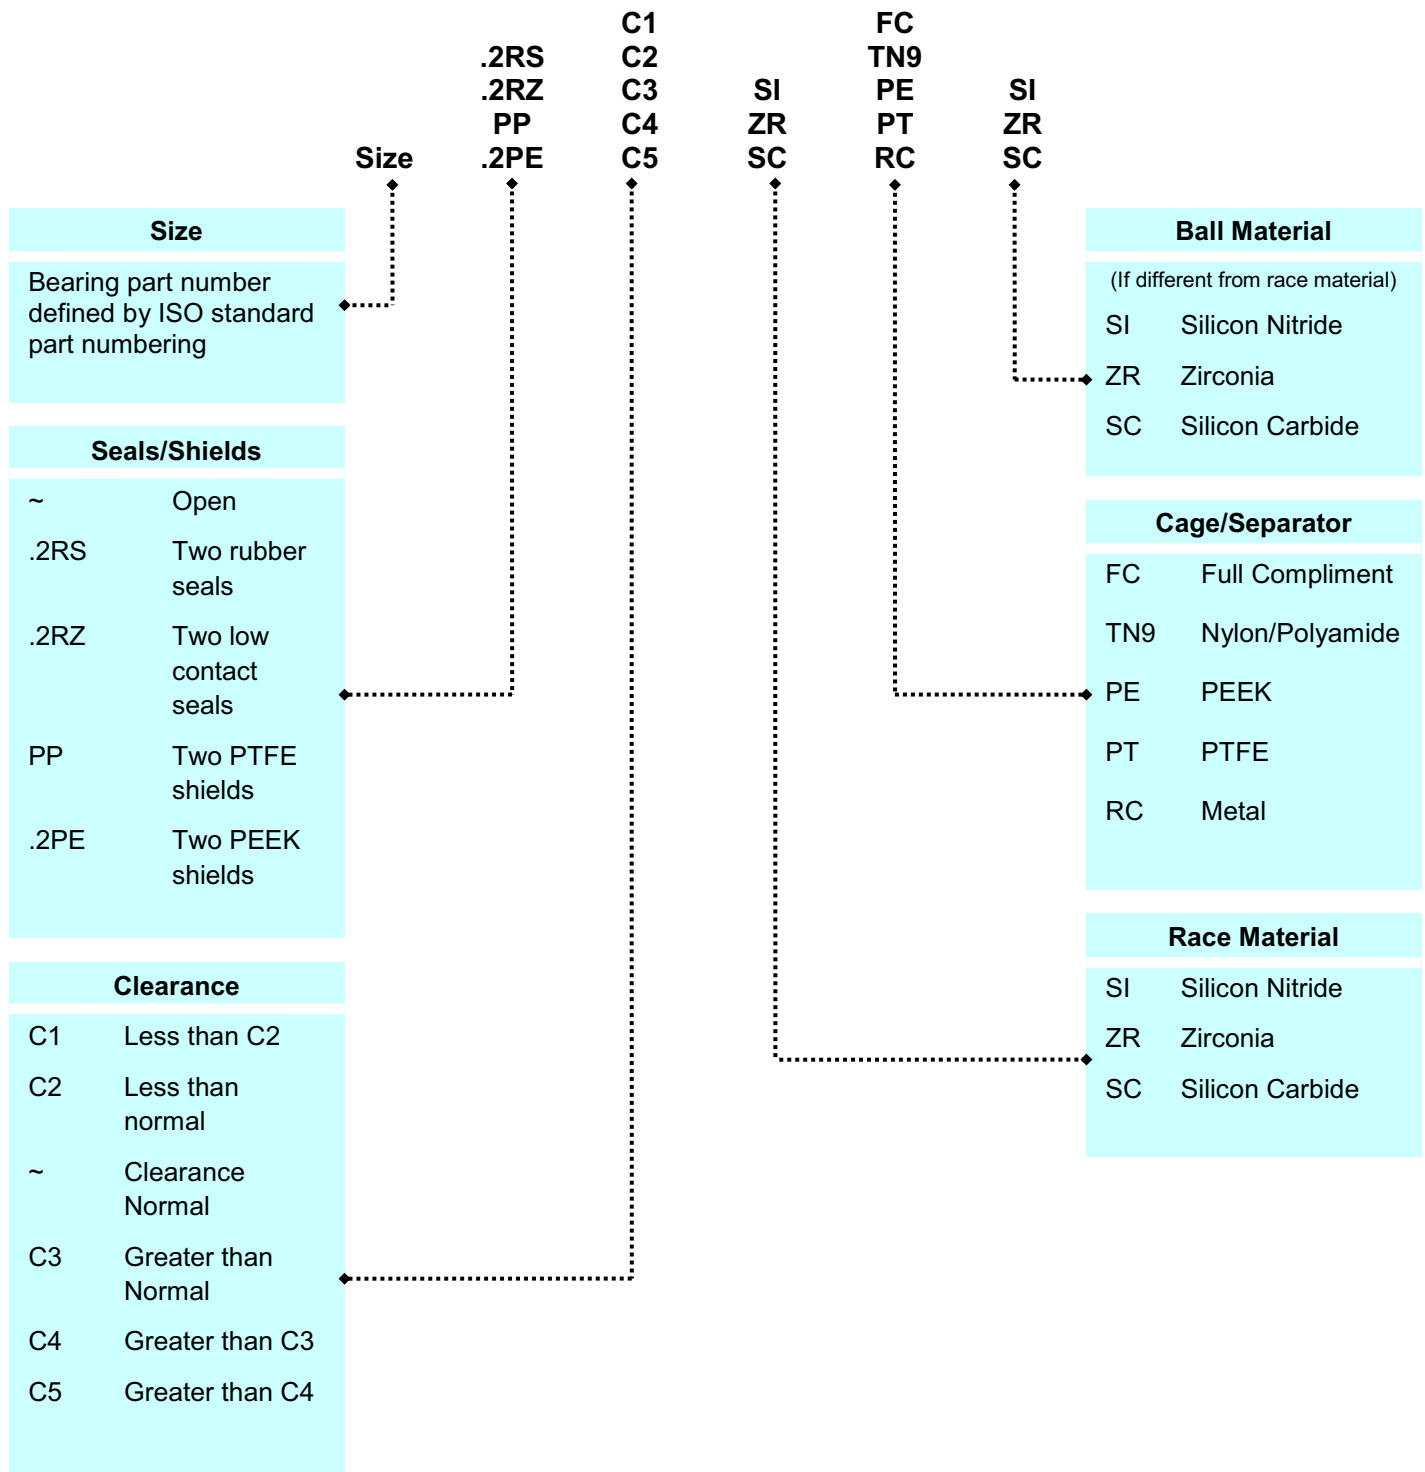 C1 FC
.2RS C2 TN9
.2RZ C3 SI PE SI
PP C4 ZR PT ZR
Size .2PE C5 SC RC SC
Size
Bearing part number
defined by ISO standard
part numbering
Seals/Shields
~ Open
.2RS Two rubber
seals
.2RZ Two low
contact
seals
PP Two PTFE
shields
.2PE Two PEEK
shields
Clearance
C1 Less than C2
C2 Less than
normal
~ Clearance
Normal
C3 Greater than
Normal
C4 Greater than C3
C5 Greater than C4
Ball Material
(If different from race material)
SI Silicon Nitride
ZR Zirconia
SC Silicon Carbide
Cage/Separator
FC Full Compliment
TN9 Nylon/Polyamide
PE PEEK
PT PTFE
RC Metal
Race Material
SI Silicon Nitride
ZR Zirconia
SC Silicon Carbide